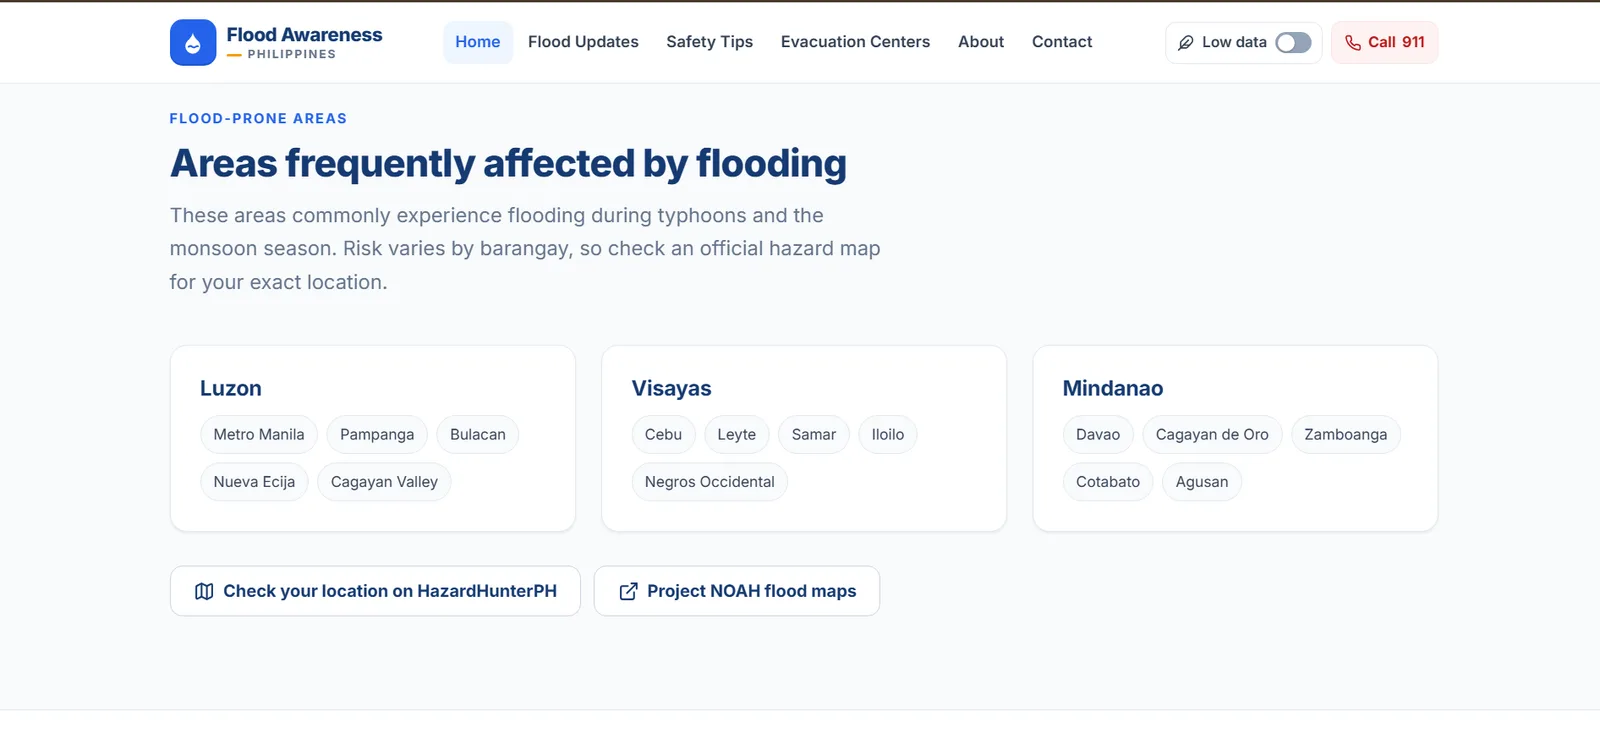 Flood Awareness
PHILIPPINES
Home
Flood Updates
Safety Tips
Evacuation Centers
About
Contact
Low data
Call 911
FLOOD-PRONE AREAS
Areas frequently affected by flooding
These areas commonly experience flooding during typhoons and the
monsoon season. Risk varies by barangay, so check an official hazard map
for your exact location.
Luzon
Metro Manila
Pampanga
Bulacan
Nueva Ecija
Cagayan Valley
Visayas
Cebu
Leyte
Samar
Iloilo
Negros Occidental
Mindanao
Davao
Cagayan de Oro
Zamboanga
Cotabato
Agusan
Check your location on HazardHunterPH
Project NOAH flood maps